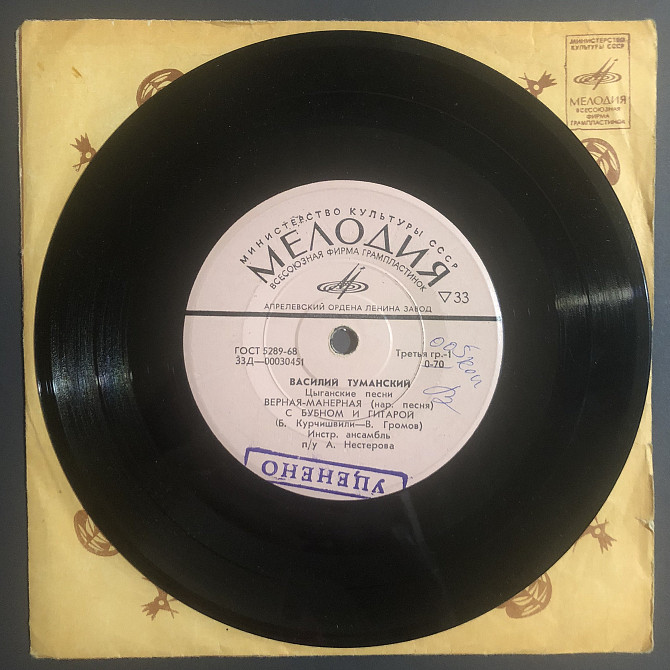 МИНИСТЕРСТВО
КУЛЬТУРЫ СССР
МЕЛОДИЯ
ВСЕСОЮЗНАЯ
ФИРМА
ГРАМПЛАСТИНОК
МИНИСТЕРСТВО КУЛЬТУРЫ СССР
МЕЛОДИЯ
ВСЕСОЮЗНАЯ ФИРМА ГРАМПЛАСТИНОК
▽33
АПРЕЛЕВСКИЙ ОРДЕНА ЛЕНИНА ЗАВОД
ГОСТ 5289-68
33Д—00030451
Третья гр.-1
0-70
ВАСИЛИЙ ТУМАНСКИЙ
Цыганские песни
ВЕРНАЯ-МАНЕРНАЯ (нар. песня)
С БУБНОМ И ГИТАРОЙ
(Б. Курчишвили—В. Громов)
Инстр. ансамбль
п/у А. Нестерова
УЦЕНЕНО